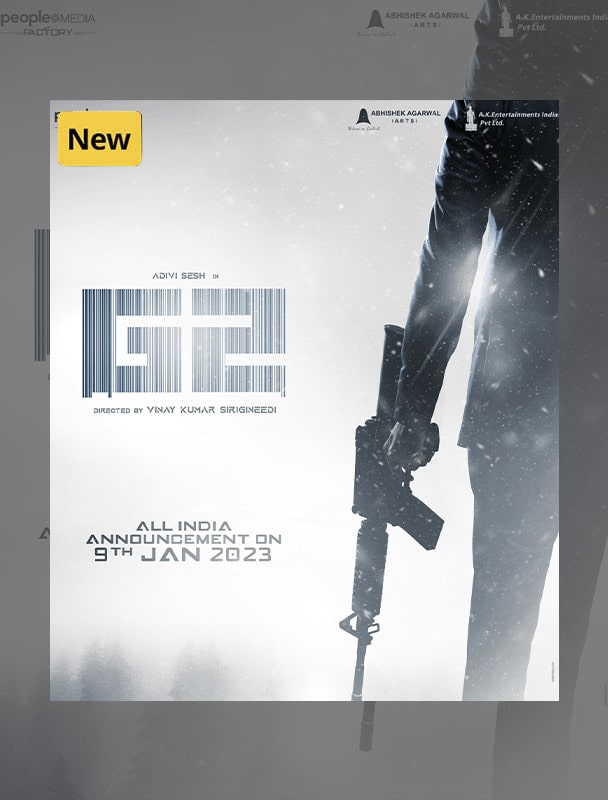 people MEDIA
FACTORY
ABHISHEK AGARWAL
ARTS
A.K.Entertainments Indi
Pvt Ltd.
New
ABHISHEK AGARWAL
ARTS
A.K.Entertainments India
Pvt Ltd.
ADIVI SESH IN
G2
DIRECTED BY VINAY KUMAR SIRIGINEEDI
ALL INDIA
ANNOUNCEMENT ON
9TH JAN 2023